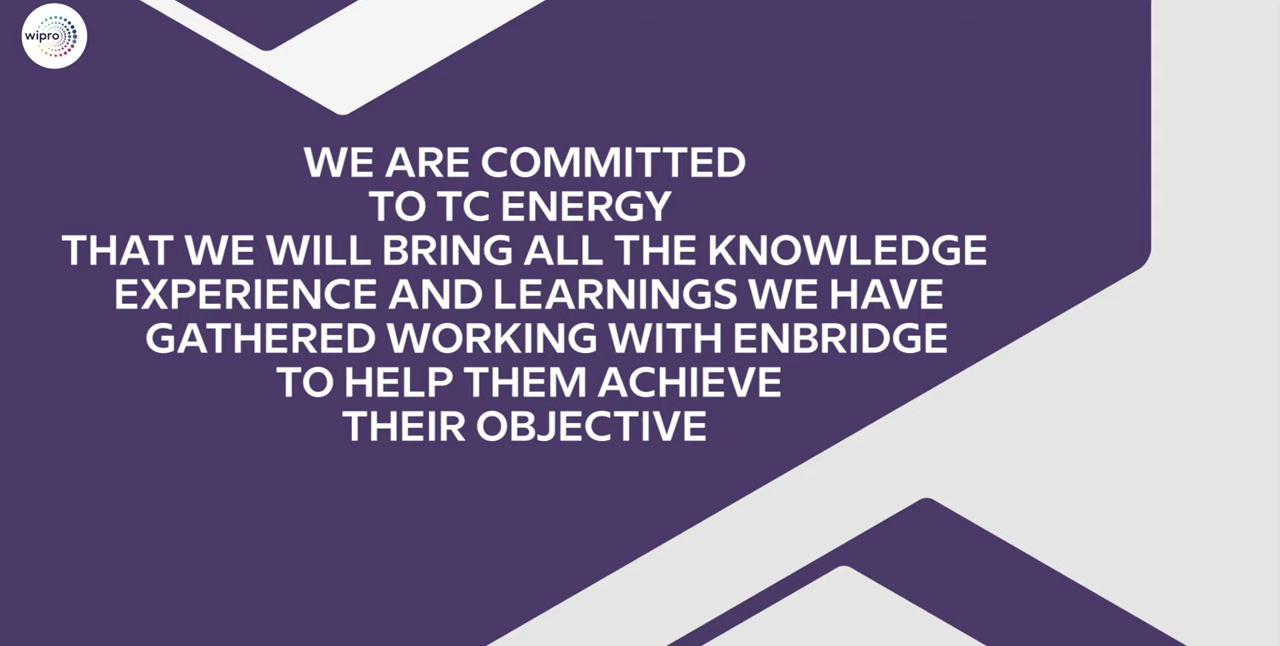 wipro
WE ARE COMMITTED
TO TC ENERGY
THAT WE WILL BRING ALL THE KNOWLEDGE
EXPERIENCE AND LEARNINGS WE HAVE
GATHERED WORKING WITH ENBRIDGE
TO HELP THEM ACHIEVE
THEIR OBJECTIVE